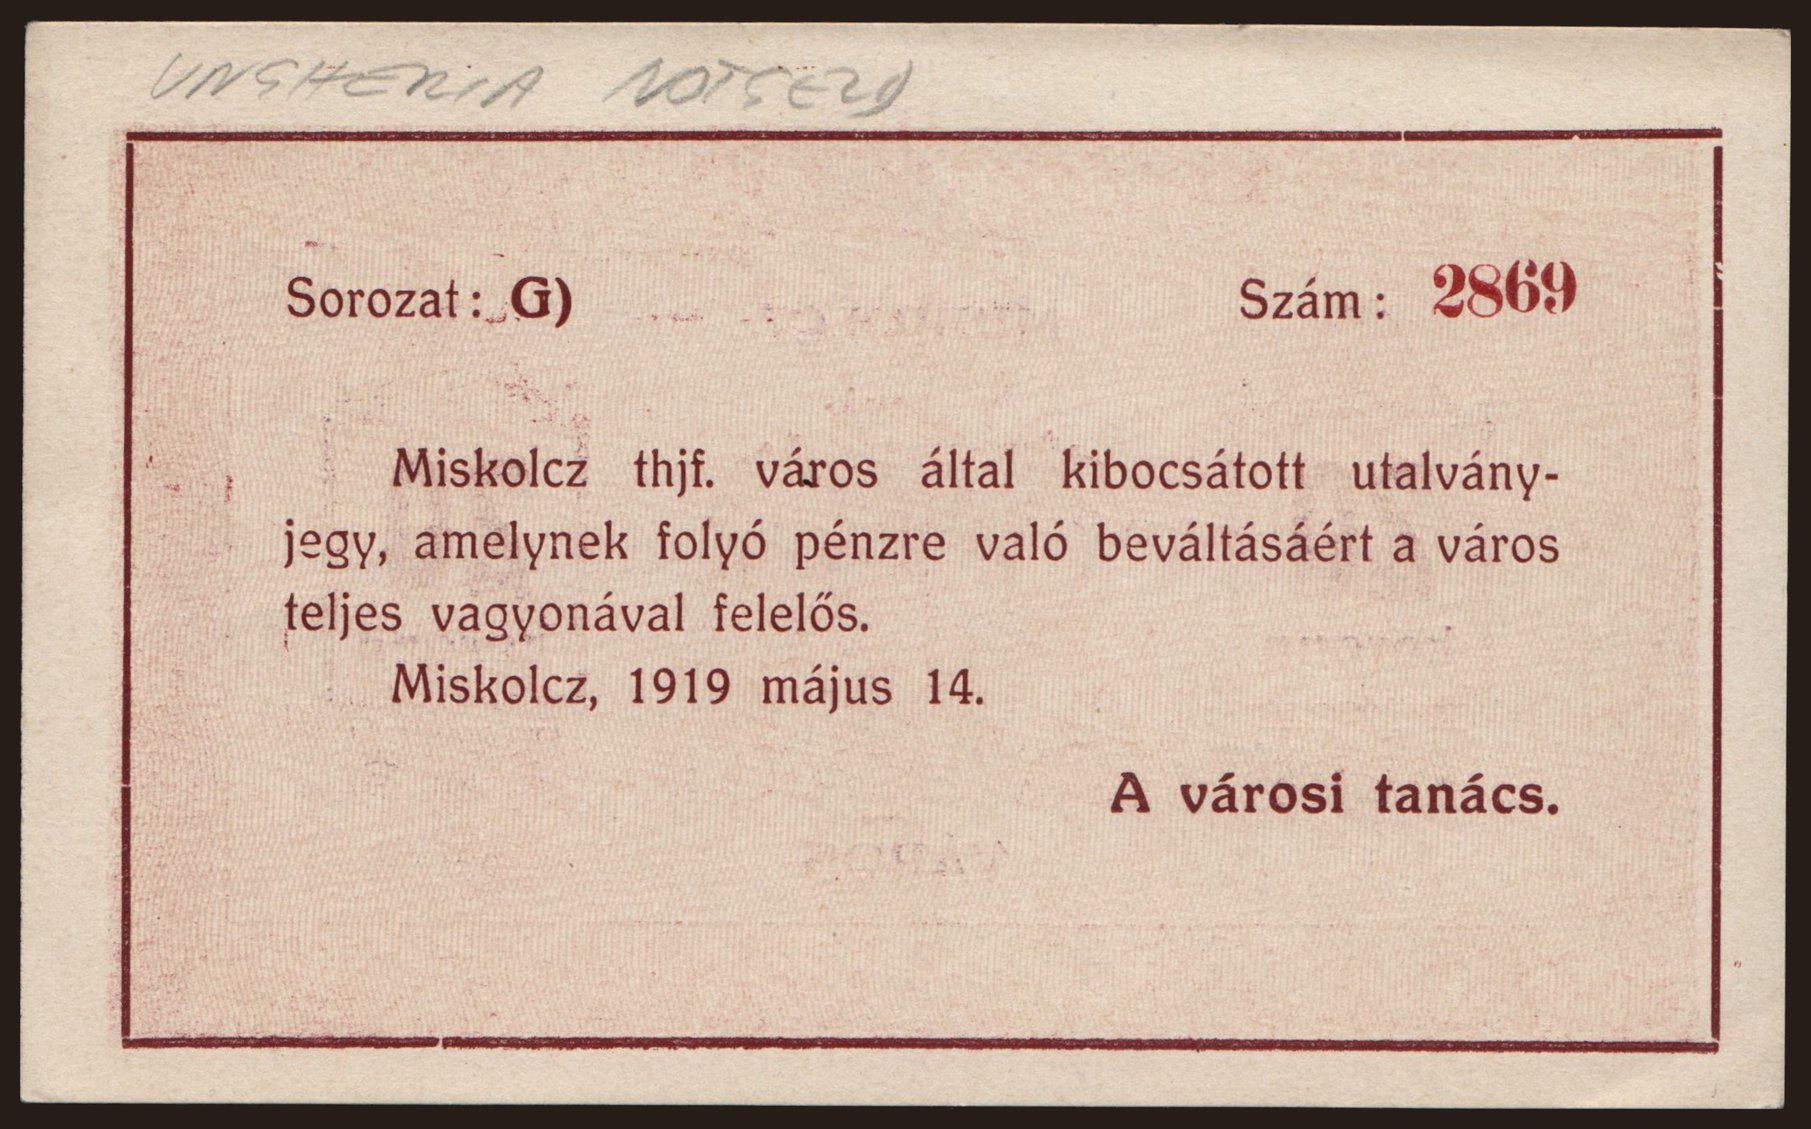 UNGHERIA NOTGELD
Sorozat: G)
Szám: 2869
Miskolcz thjf. város által kibocsátott utalvány-
jegy, amelynek folyó pénzre való beváltásáért a város
teljes vagyonával felelős.
Miskolcz, 1919 május 14.
A városi tanács.